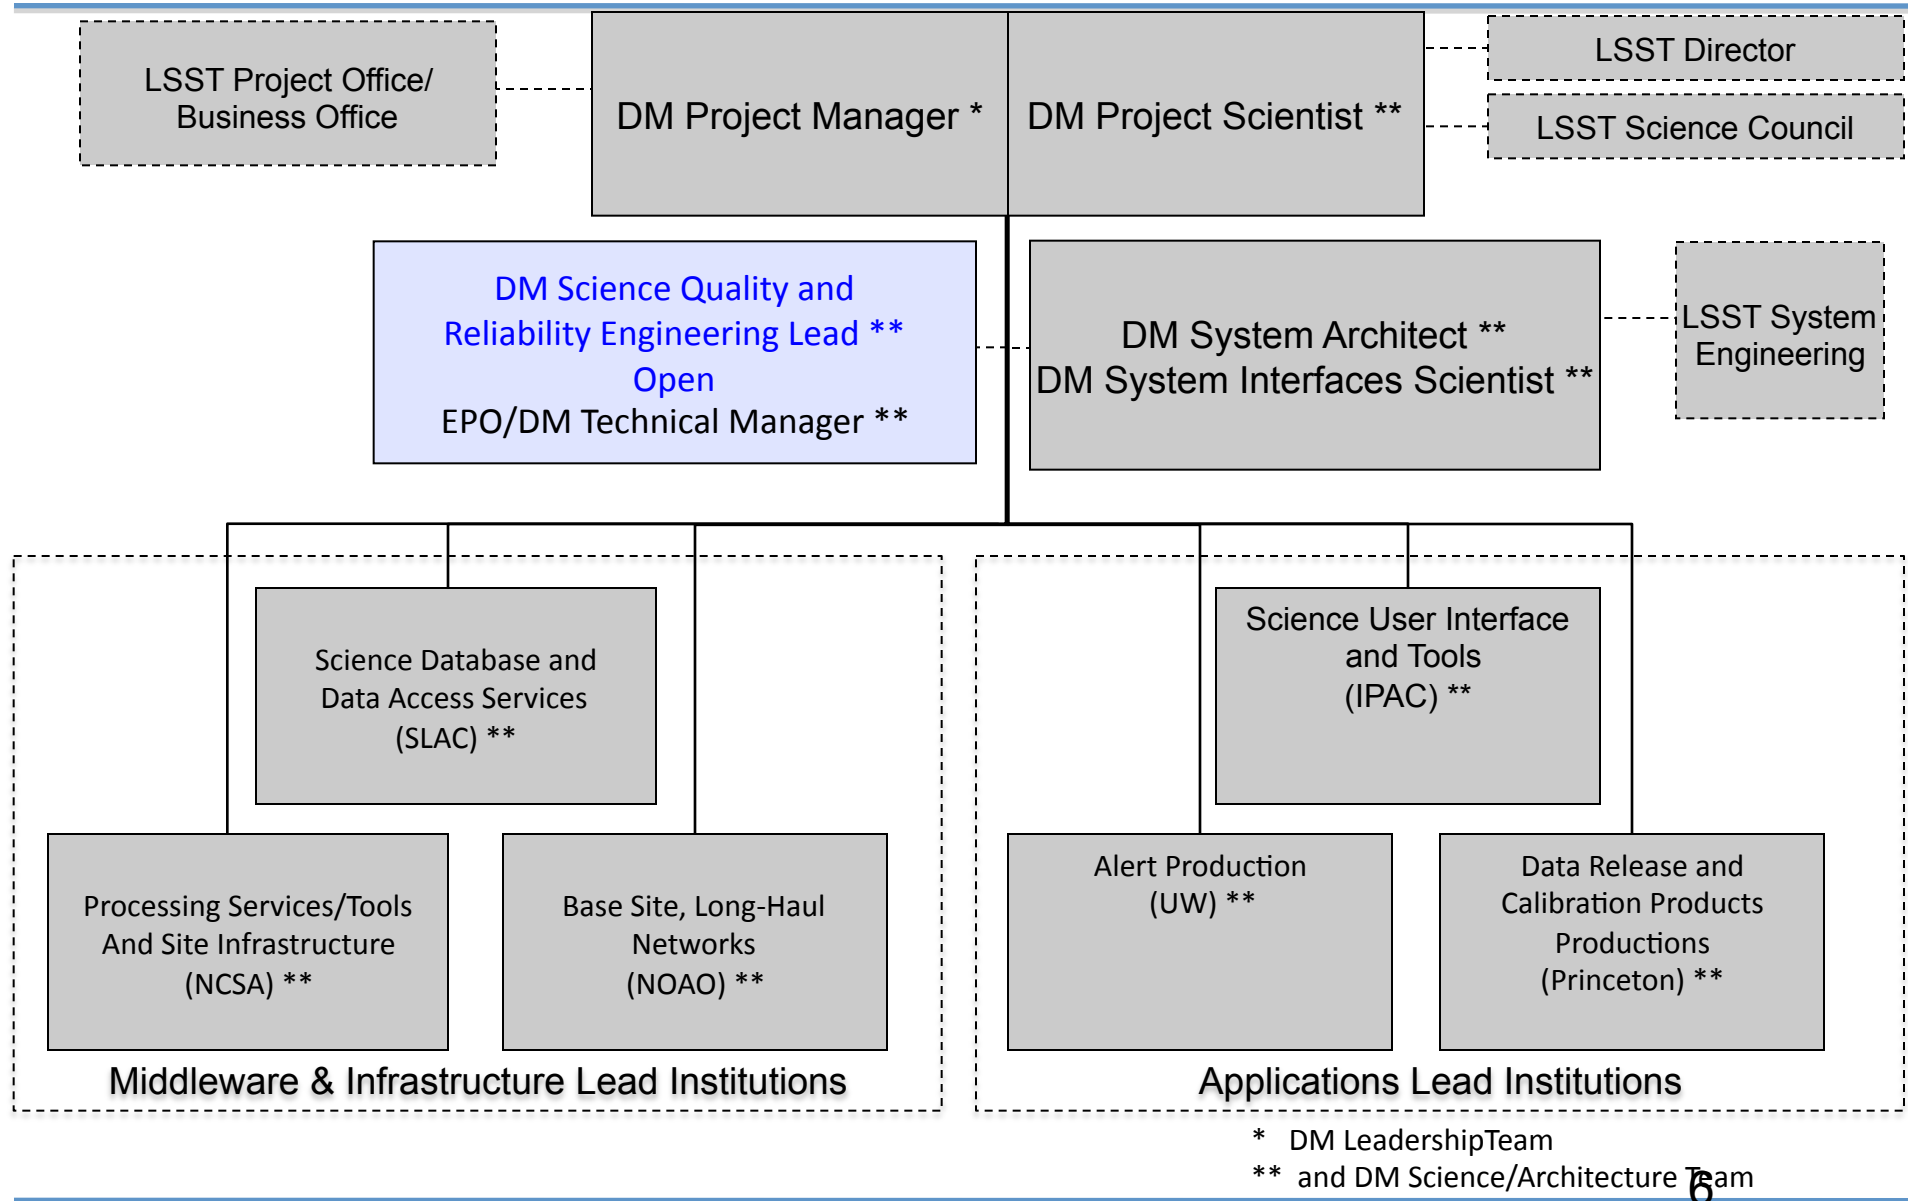 LSST Project Office/
Business Office
DM Project Manager *
DM Project Scientist **
LSST Director
LSST Science Council
DM Science Quality and
Reliability Engineering Lead **
Open
EPO/DM Technical Manager **
DM System Architect **
DM System Interfaces Scientist **
LSST System
Engineering
Science Database and
Data Access Services
(SLAC) **
Science User Interface
and Tools
(IPAC) **
Processing Services/Tools
And Site Infrastructure
(NCSA) **
Base Site, Long-Haul
Networks
(NOAO) **
Alert Production
(UW) **
Data Release and
Calibration Products
Productions
(Princeton) **
Middleware & Infrastructure Lead Institutions
Applications Lead Institutions
* DM LeadershipTeam
** and DM Science/Architecture Team
6